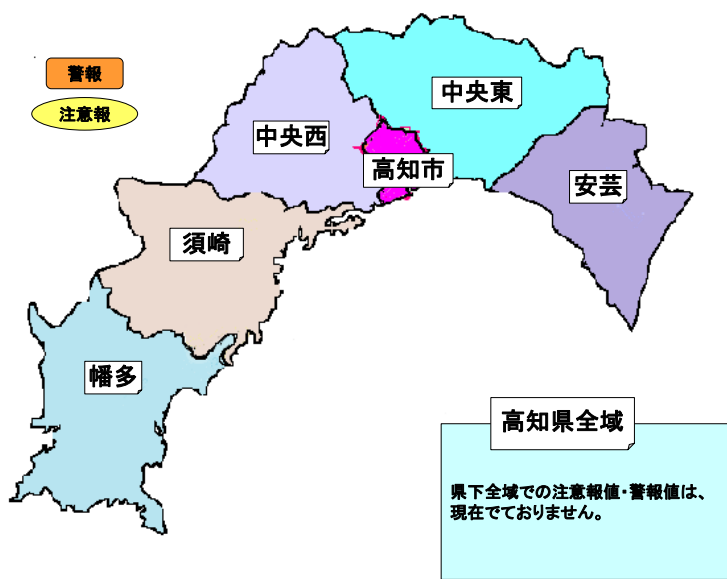 警報
注意報
中央東
中央西
高知市
安芸
須崎
幡多
高知県全域
県下全域での注意報値・警報値は、
現在でておりません。